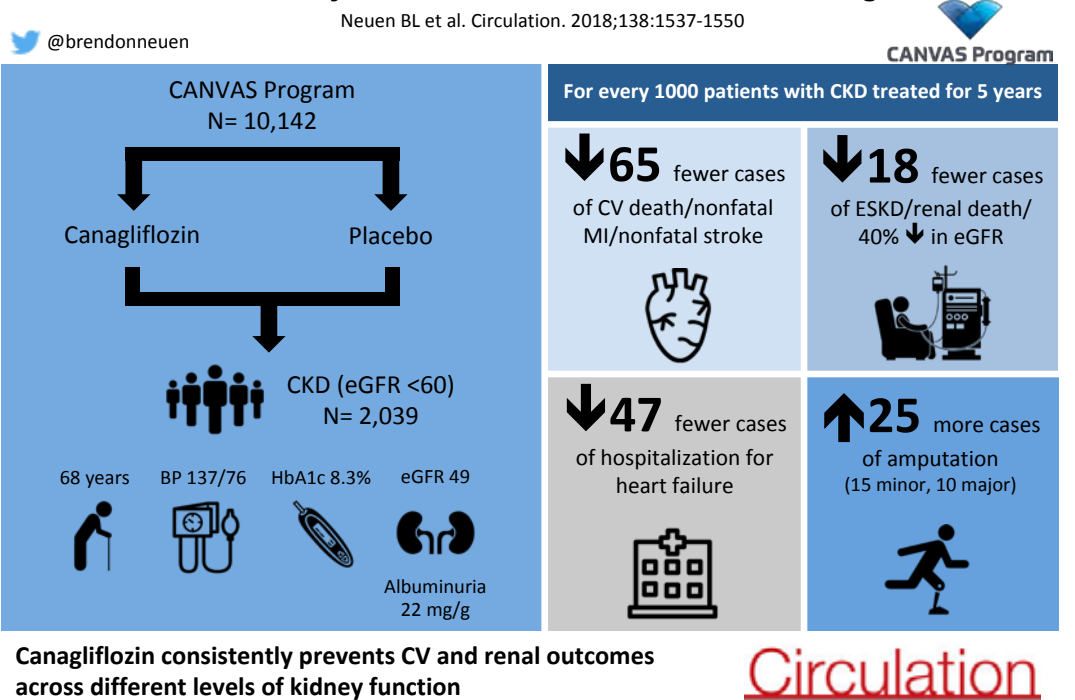 Neuen BL et al. Circulation. 2018;138:1537-1550
@brendonneuen
CANVAS Program
CANVAS Program
N= 10,142
Canagliflozin
Placebo
CKD (eGFR <60)
N= 2,039
68 years
BP 137/76
HbA1c 8.3%
eGFR 49
Albuminuria
22 mg/g
For every 1000 patients with CKD treated for 5 years
65 fewer cases
of CV death/nonfatal
MI/nonfatal stroke
18 fewer cases
of ESKD/renal death/
40% in eGFR
47 fewer cases
of hospitalization for
heart failure
25 more cases
of amputation
(15 minor, 10 major)
Canagliflozin consistently prevents CV and renal outcomes
across different levels of kidney function
Circulation